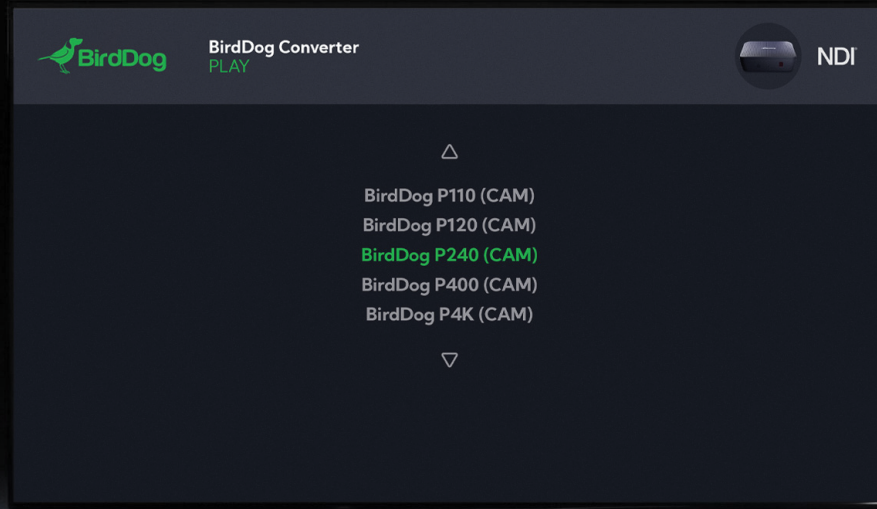 BirdDog
BirdDog Converter
PLAY
NDI
BirdDog P110 (CAM)
BirdDog P120 (CAM)
BirdDog P240 (CAM)
BirdDog P400 (CAM)
BirdDog P4K (CAM)